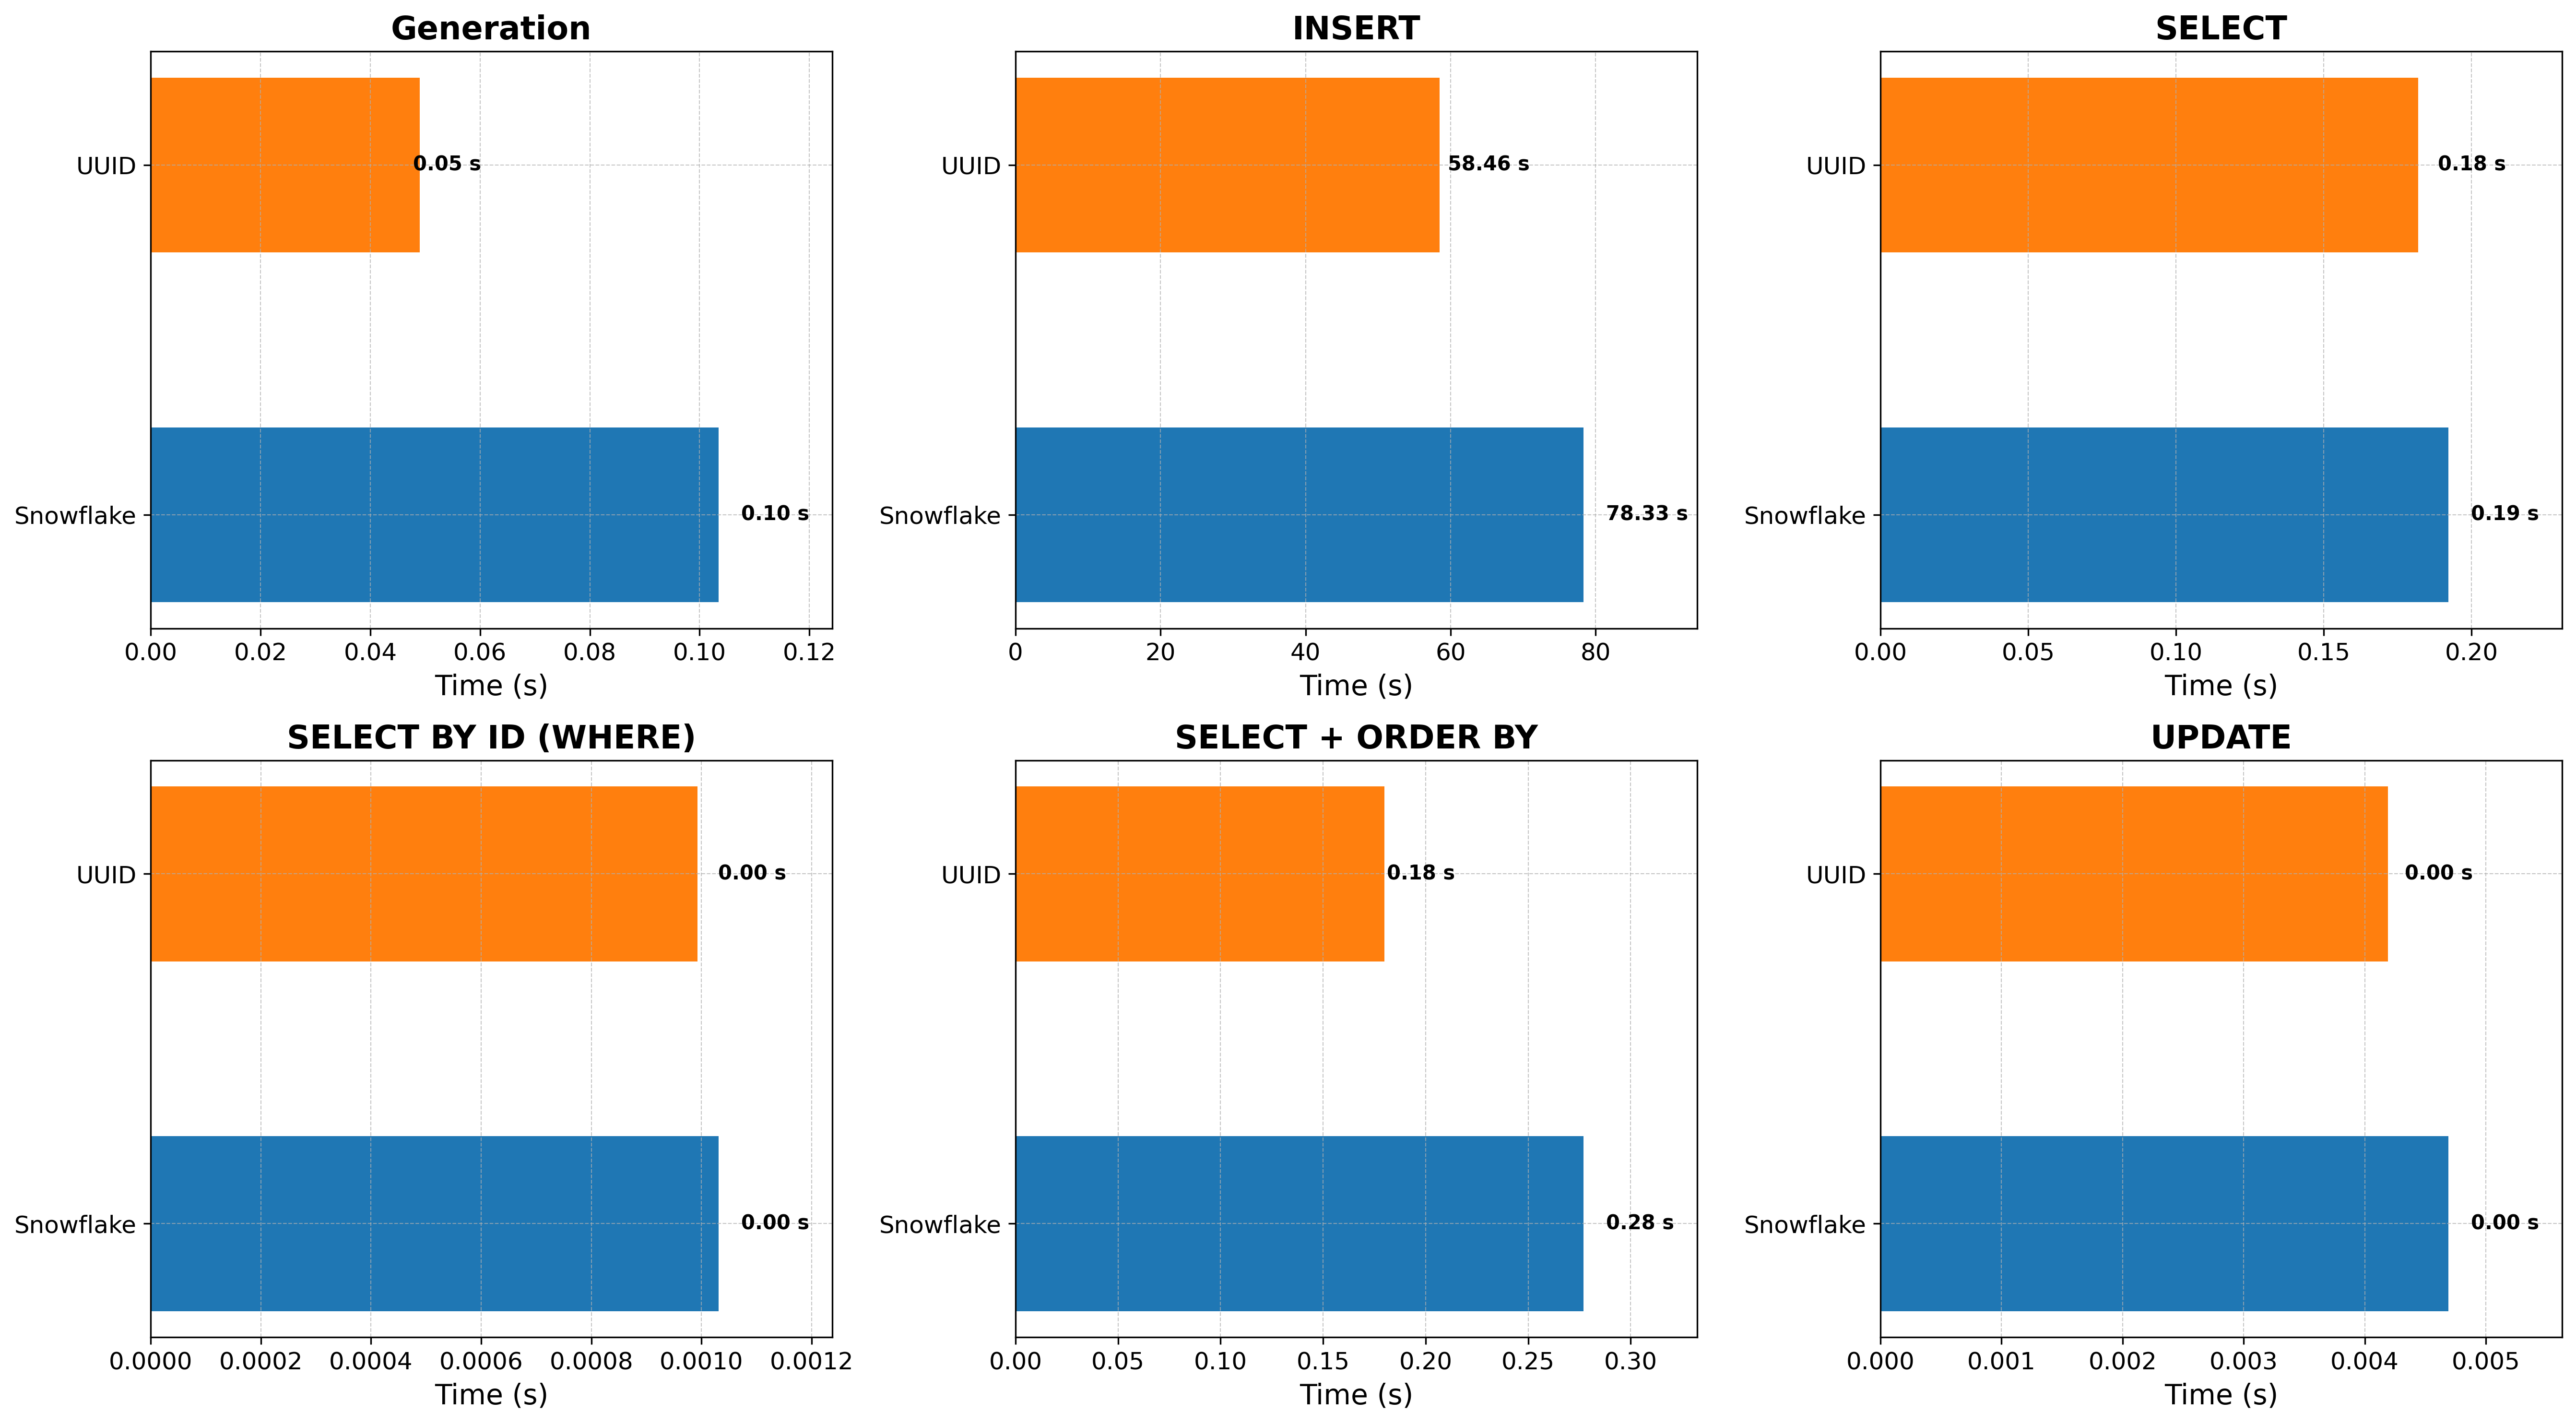 Generation
UUID
0.05 s
Snowflake
0.10 s
0.00 0.02 0.04 0.06 0.08 0.10 0.12
Time (s)
INSERT
UUID
58.46 s
Snowflake
78.33 s
0 20 40 60 80
Time (s)
SELECT
UUID
0.18 s
Snowflake
0.19 s
0.00 0.05 0.10 0.15 0.20
Time (s)
SELECT BY ID (WHERE)
UUID
0.00 s
Snowflake
0.00 s
0.0000 0.0002 0.0004 0.0006 0.0008 0.0010 0.0012
Time (s)
SELECT + ORDER BY
UUID
0.18 s
Snowflake
0.28 s
0.00 0.05 0.10 0.15 0.20 0.25 0.30
Time (s)
UPDATE
UUID
0.00 s
Snowflake
0.00 s
0.000 0.001 0.002 0.003 0.004 0.005
Time (s)